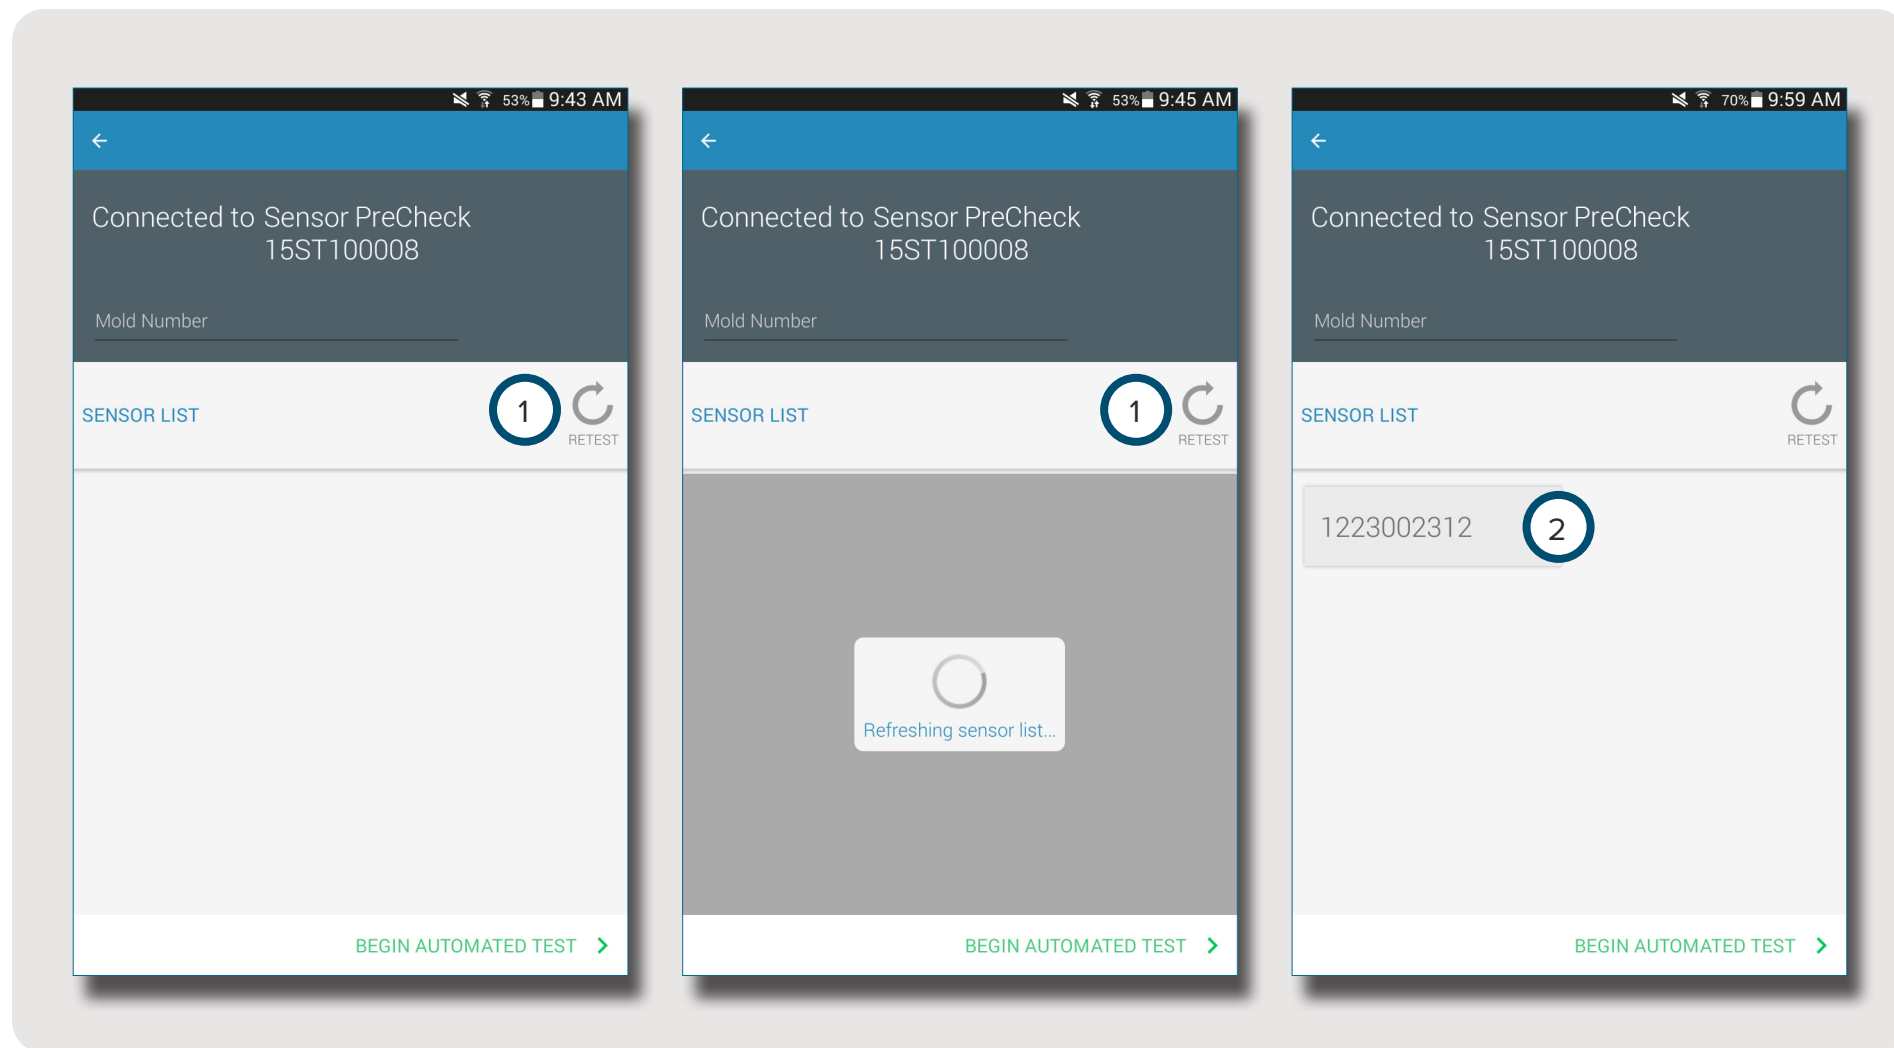 53% 9:43 AM
Connected to Sensor PreCheck
15ST100008
Mold Number
SENSOR LIST
1
RETEST
BEGIN AUTOMATED TEST
53% 9:45 AM
Connected to Sensor PreCheck
15ST100008
Mold Number
SENSOR LIST
1
RETEST
Refreshing sensor list...
BEGIN AUTOMATED TEST
70% 9:59 AM
Connected to Sensor PreCheck
15ST100008
Mold Number
SENSOR LIST
RETEST
1223002312
2
BEGIN AUTOMATED TEST